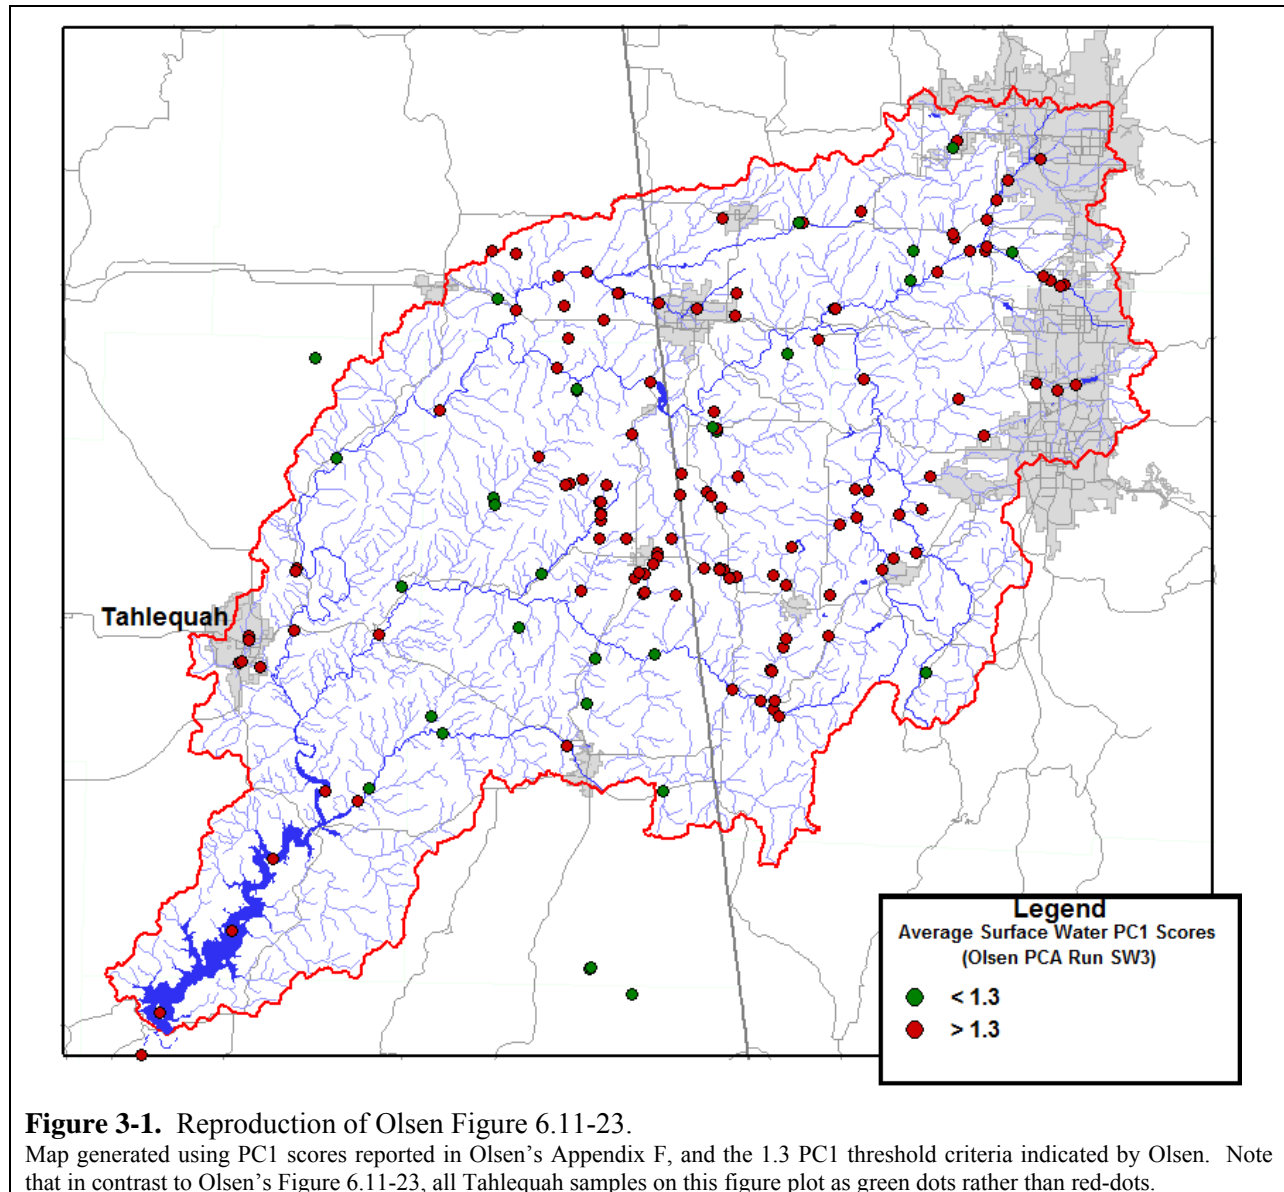 Tahlequah
Legend
Average Surface Water PC1 Scores
(Olsen PCA Run SW3)
< 1.3
> 1.3
Figure 3-1. Reproduction of Olsen Figure 6.11-23.
Map generated using PC1 scores reported in Olsen's Appendix F, and the 1.3 PC1 threshold criteria indicated by Olsen. Note
that in contrast to Olsen's Figure 6.11-23, all Tahlequah samples on this figure plot as green dots rather than red-dots.